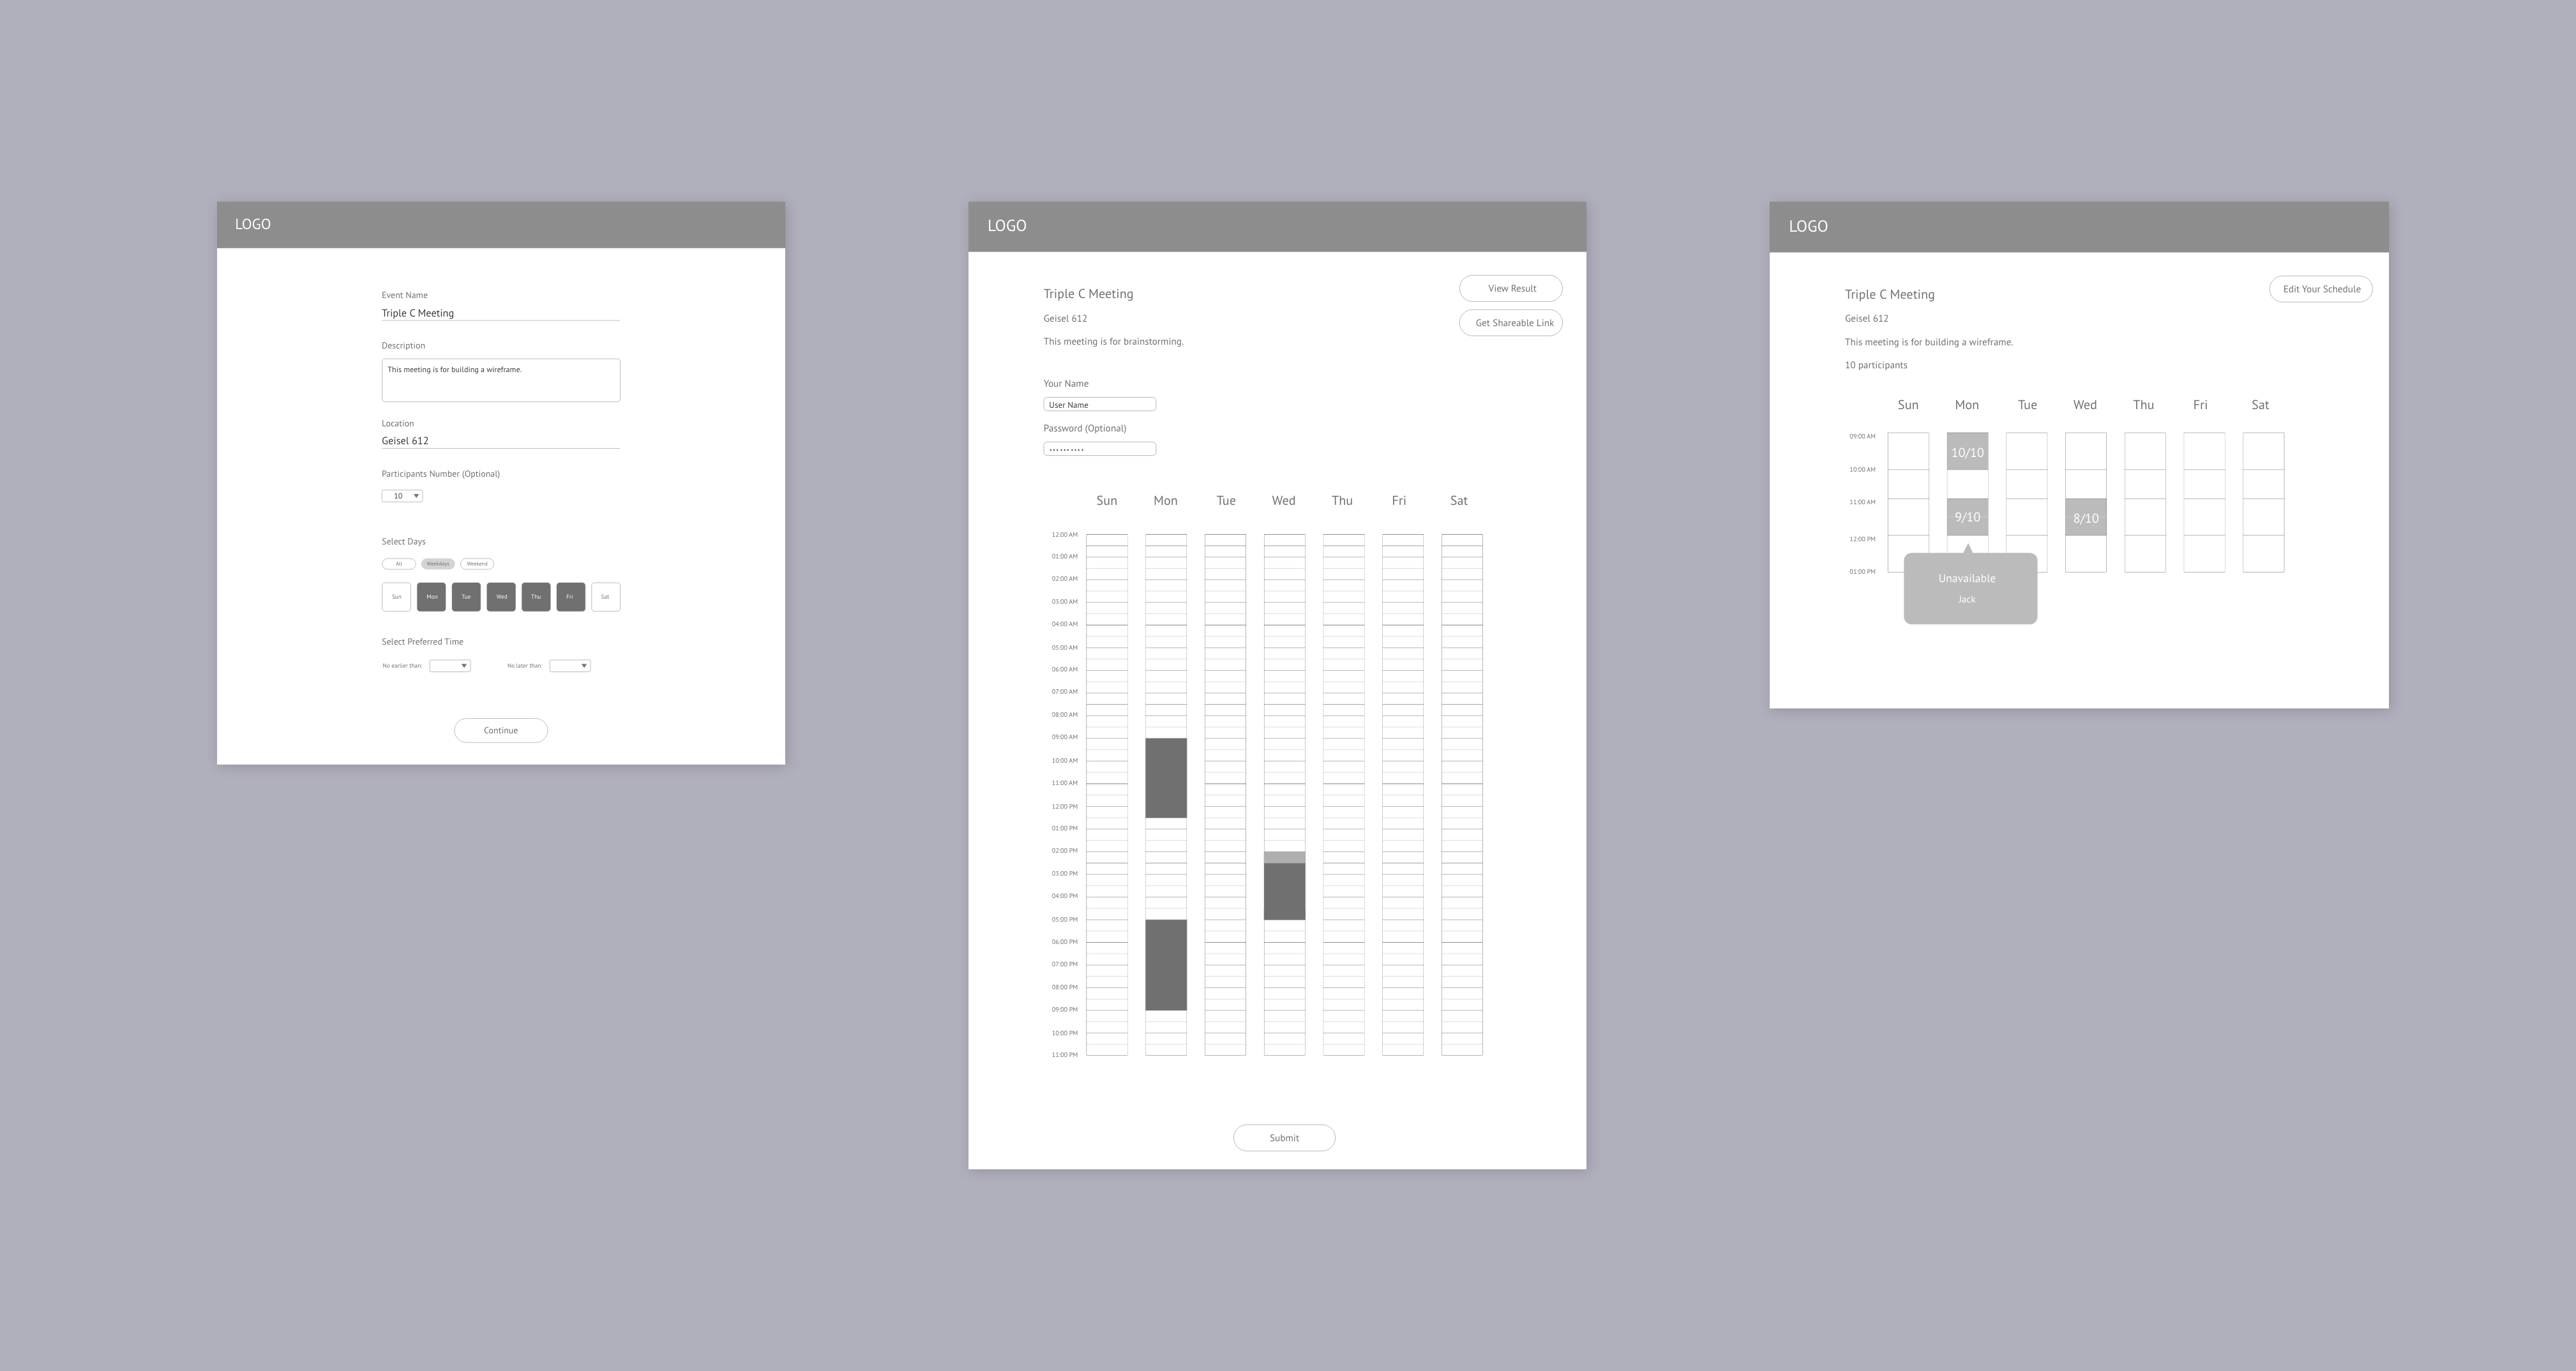 LOGO
Event Name
Triple C Meeting
Description
This meeting is for building a wireframe.
Location
Geisel 612
Participants Number (Optional)
10
Select Days
All Weekdays Weekend
Sun Mon Tue Wed Thu Fri Sat
Select Preferred Time
No earlier than: No later than:
Continue
LOGO
Triple C Meeting
Geisel 612
This meeting is for brainstorming.
View Result
Get Shareable Link
Your Name
User Name
Password (Optional)
Sun Mon Tue Wed Thu Fri Sat
12:00 AM
01:00 AM
02:00 AM
03:00 AM
04:00 AM
05:00 AM
06:00 AM
07:00 AM
08:00 AM
09:00 AM
10:00 AM
11:00 AM
12:00 PM
01:00 PM
02:00 PM
03:00 PM
04:00 PM
05:00 PM
06:00 PM
07:00 PM
08:00 PM
09:00 PM
10:00 PM
11:00 PM
Submit
LOGO
Triple C Meeting
Geisel 612
This meeting is for building a wireframe.
10 participants
Edit Your Schedule
Sun Mon Tue Wed Thu Fri Sat
09:00 AM
10/10
10:00 AM
11:00 AM
9/10 8/10
12:00 PM
01:00 PM
Unavailable
Jack